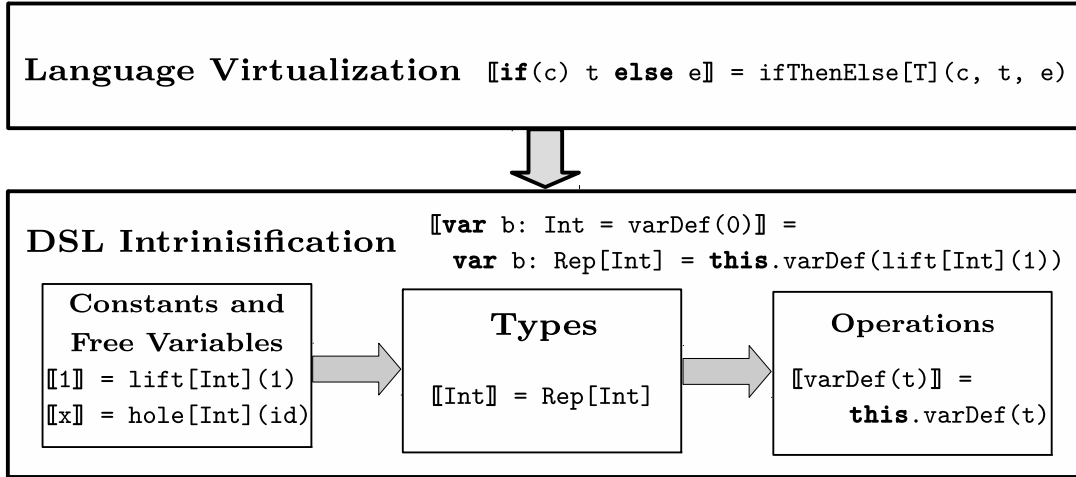 Language Virtualization ⟦if(c) t else e⟧ = ifThenElse[T](c, t, e)
DSL Intrinisification
⟦var b: Int = varDef(0)⟧ =
var b: Rep[Int] = this.varDef(lift[Int](1))
Constants and
Free Variables
⟦1⟧ = lift[Int](1)
⟦x⟧ = hole[Int](id)
Types
⟦Int⟧ = Rep[Int]
Operations
⟦varDef(t)⟧ =
this.varDef(t)